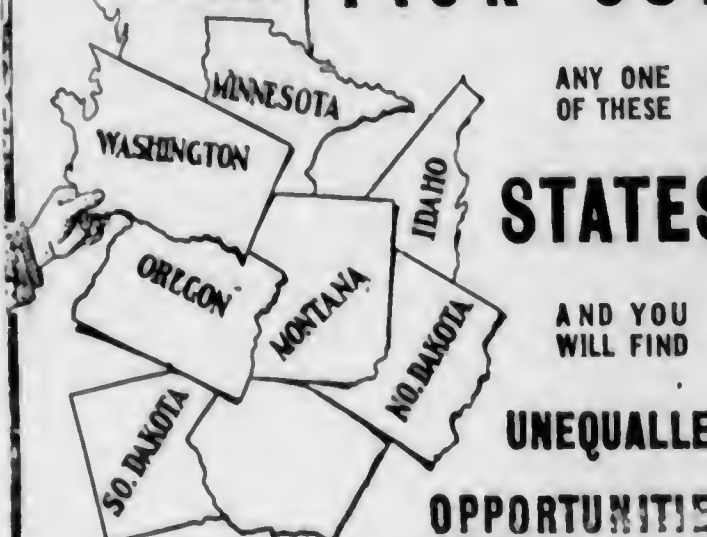 MINNESOTA
WASHINGTON
IDAHO
OREGON
MONTANA
NO. DAKOTA
SO. DAKOTA
ANY ONE
OF THESE
STATES
AND YOU
WILL FIND
UNEQUALLE
OPPORTUNITIE